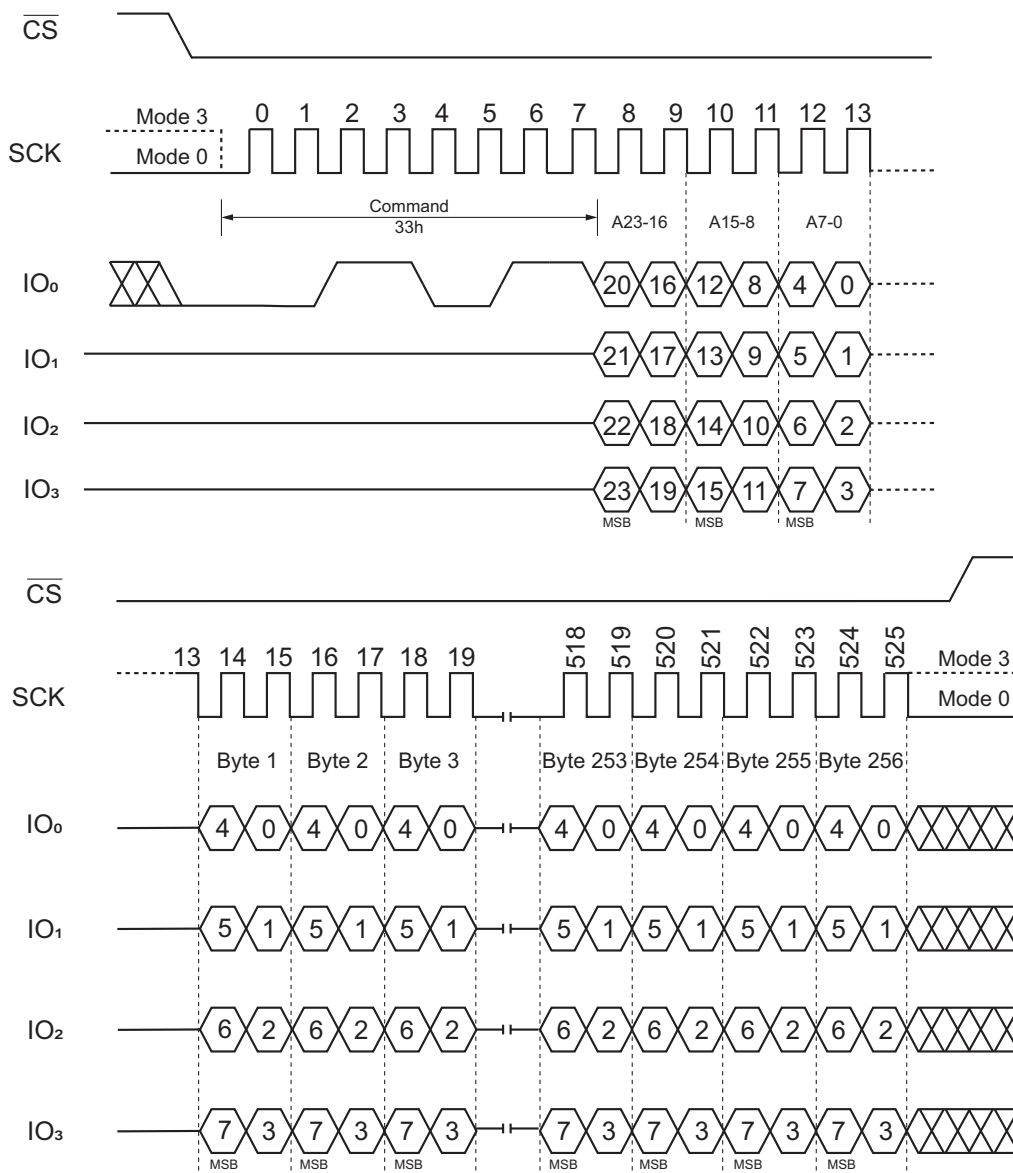 CS
0 1 2 3 4 5 6 7 8 9 10 11 12 13
Mode 3
SCK
Mode 0
Command
33h
A23-16 A15-8 A7-0
IO₀ 20 16 12 8 4 0
IO₁ 21 17 13 9 5 1
IO₂ 22 18 14 10 6 2
IO₃ 23 19 15 11 7 3
MSB MSB MSB
CS
13 14 15 16 17 18 19 518 519 520 521 522 523 524 525
Mode 3
SCK
Mode 0
Byte 1 Byte 2 Byte 3 Byte 253 Byte 254 Byte 255 Byte 256
IO₀ 4 0 4 0 4 0 4 0 4 0 4 0 4 0
IO₁ 5 1 5 1 5 1 5 1 5 1 5 1 5 1
IO₂ 6 2 6 2 6 2 6 2 6 2 6 2 6 2
IO₃ 7 3 7 3 7 3 7 3 7 3 7 3 7 3
MSB MSB MSB MSB MSB MSB MSB